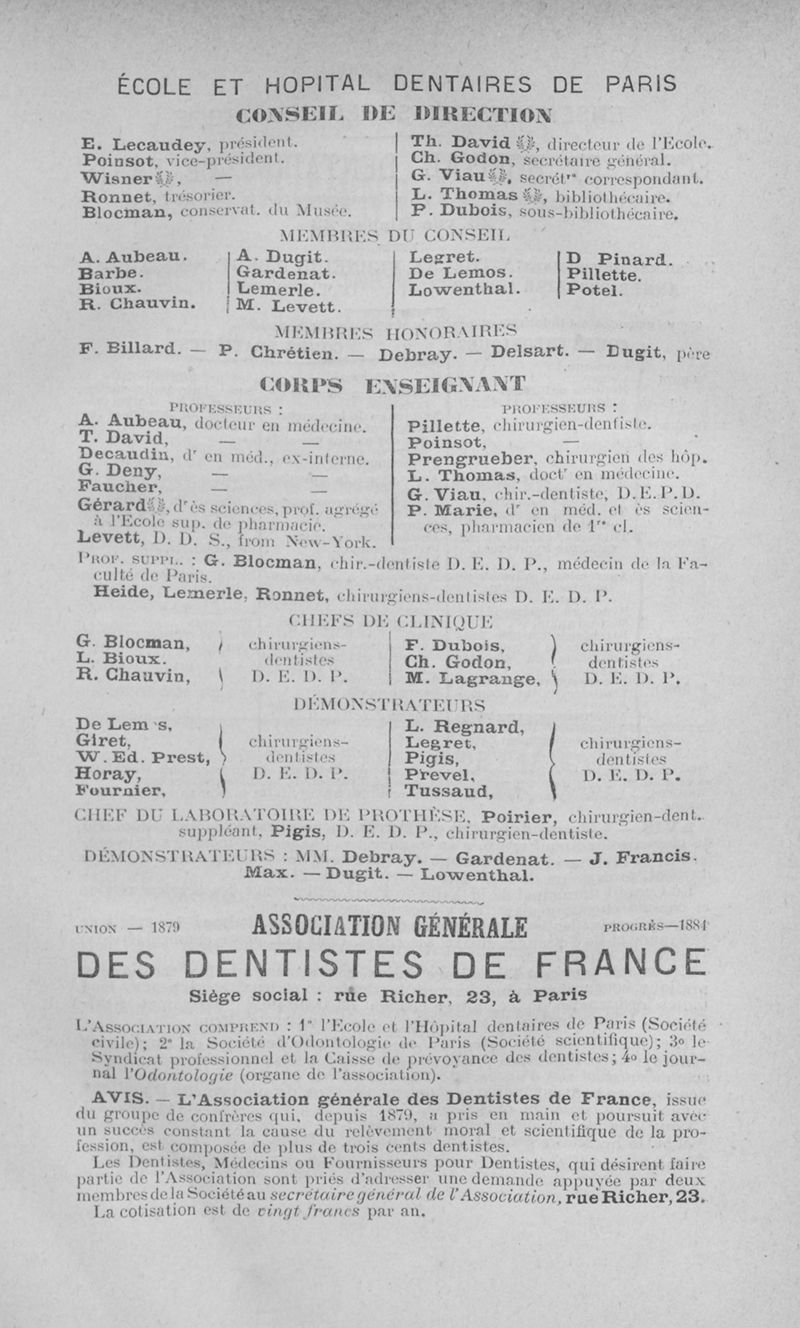 ÉCOLE ET HOPITAL DENTAIRES DE PARIS
CONSEIL DE DIRECTION
E. Lecaudey, président.
Poinsot, vice-président.
Wisner, —
Ronnet, trésorier.
Blocman, conservat. du Musée.
Th. David, directeur de l'Ecole.
Ch. Godon, secrétaire général.
G. Viau, secrét^re correspondant.
L. Thomas, bibliothécaire.
P. Dubois, sous-bibliothécaire.
MEMBRES DU CONSEIL
A. Aubeau.
Barbe.
Bioux.
R. Chauvin.
A. Dugit.
Gardenat.
Lemerle.
M. Levett.
Legret.
De Lemos.
Lowenthal.
D Pinard.
Pillette.
Potel.
MEMBRES HONORAIRES
F. Billard. — P. Chrétien. — Debray. — Delsart. — Dugit, père
CORPS ENSEIGNANT
PROFESSEURS :
A. Aubeau, docteur en médecine.
T. David, — —
Decaudin, d^r en méd., ex-interne.
G. Deny, — —
Faucher, — —
Gérard, d^r ès sciences, prof. agrégé
à l'Ecole sup. de pharmacie.
Levett, D. D. S., from New-York.
PROFESSEURS :
Pillette, chirurgien-dentiste.
Poinsot, —
Prengrueber, chirurgien des hôp.
L. Thomas, doct^r en médecine.
G. Viau, chir.-dentiste, D.E.P.D.
P. Marie, d^r en méd. et ès scien-
ces, pharmacien de 1^re cl.
PROF. SUPPL. : G. Blocman, chir.-dentiste D. E. D. P., médecin de la Fa-
culté de Paris.
Heide, Lemerle, Ronnet, chirurgiens-dentistes D. E. D. P.
CHEFS DE CLINIQUE
G. Blocman,
L. Bioux.
R. Chauvin,
chirurgiens-
dentistes
D. E. D. P.
F. Dubois,
Ch. Godon,
M. Lagrange,
chirurgiens-
dentistes
D. E. D. P.
DÉMONSTRATEURS
De Lem s,
Giret,
W. Ed. Prest,
Horay,
Fournier,
chirurgiens-
dentistes
D. E. D. P.
L. Regnard,
Legret,
Pigis,
Prevel,
Tussaud,
chirurgiens-
dentistes
D. E. D. P.
CHEF DU LABORATOIRE DE PROTHÈSE, Poirier, chirurgien-dent.
suppléant, Pigis, D. E. D. P., chirurgien-dentiste.
DÉMONSTRATEURS : MM. Debray. — Gardenat. — J. Francis.
Max. — Dugit. — Lowenthal.
UNION — 1879 ASSOCIATION GÉNÉRALE PROGRÈS—1884
DES DENTISTES DE FRANCE
Siège social : rue Richer, 23, à Paris
L'ASSOCIATION COMPREND : 1° l'Ecole et l'Hôpital dentaires de Paris (Société
civile); 2° la Société d'Odontologie de Paris (Société scientifique); 3° le
Syndicat professionnel et la Caisse de prévoyance des dentistes; 4° le jour-
nal l'Odontologie (organe de l'association).
AVIS. — L'Association générale des Dentistes de France, issue
du groupe de confrères qui, depuis 1879, a pris en main et poursuit avec
un succès constant la cause du relèvement moral et scientifique de la pro-
fession, est composée de plus de trois cents dentistes.
Les Dentistes, Médecins ou Fournisseurs pour Dentistes, qui désirent faire
partie de l'Association sont priés d'adresser une demande appuyée par deux
membres de la Société au secrétaire général de l'Association, rue Richer, 23.
La cotisation est de vingt francs par an.